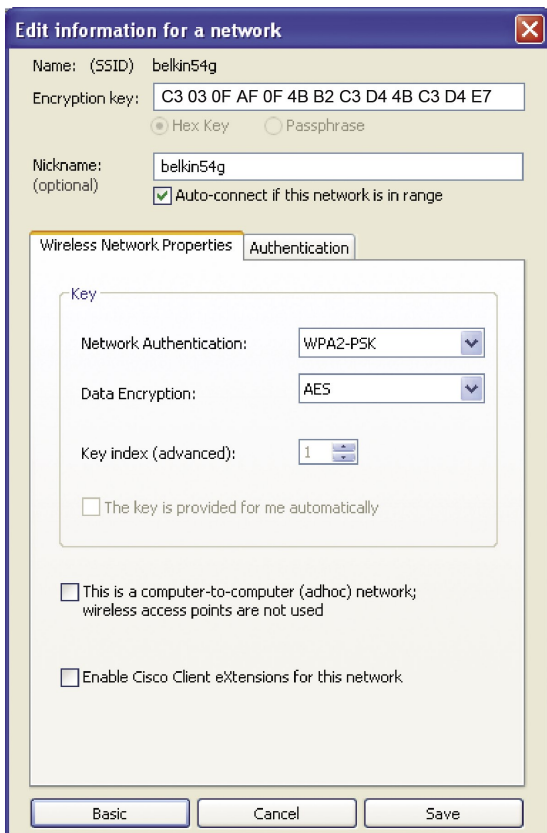 Edit information for a network
Name: (SSID) belkin54g
Encryption key: C3 03 0F AF 0F 4B B2 C3 D4 4B C3 D4 E7
Hex Key Passphrase
Nickname: belkin54g
(optional)
Auto-connect if this network is in range
Wireless Network Properties Authentication
Key
Network Authentication: WPA2-PSK
Data Encryption: AES
Key index (advanced): 1
The key is provided for me automatically
This is a computer-to-computer (adhoc) network;
wireless access points are not used
Enable Cisco Client eXtensions for this network
Basic Cancel Save